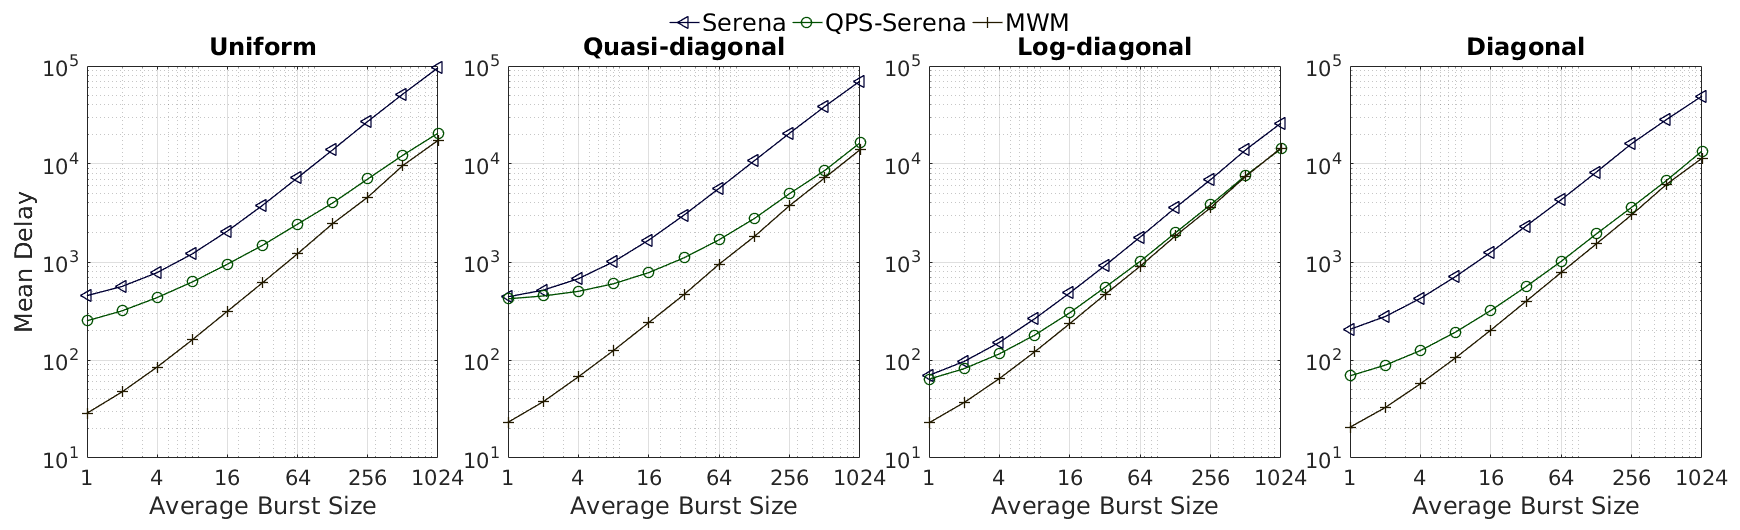 Serena QPS-Serena MWM
Uniform Quasi-diagonal Log-diagonal Diagonal
Mean Delay
10^5 10^5 10^5 10^5
10^4 10^4 10^4 10^4
10^3 10^3 10^3 10^3
10^2 10^2 10^2 10^2
10^1 10^1 10^1 10^1
1 4 16 64 256 1024 1 4 16 64 256 1024 1 4 16 64 256 1024 1 4 16 64 256 1024
Average Burst Size Average Burst Size Average Burst Size Average Burst Size